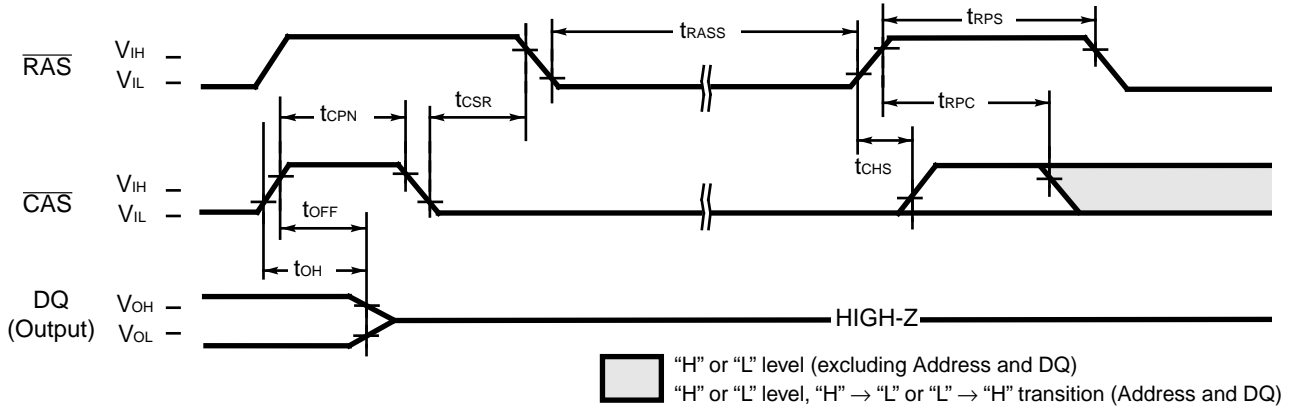 tRPS
tRASS
RAS
VIH
VIL
tCSR
tRPC
tCPN
tCHS
CAS
VIH
VIL
tOFF
tOH
DQ
(Output)
VOH
VOL
HIGH-Z
“H” or “L” level (excluding Address and DQ)
“H” or “L” level, “H” → “L” or “L” → “H” transition (Address and DQ)